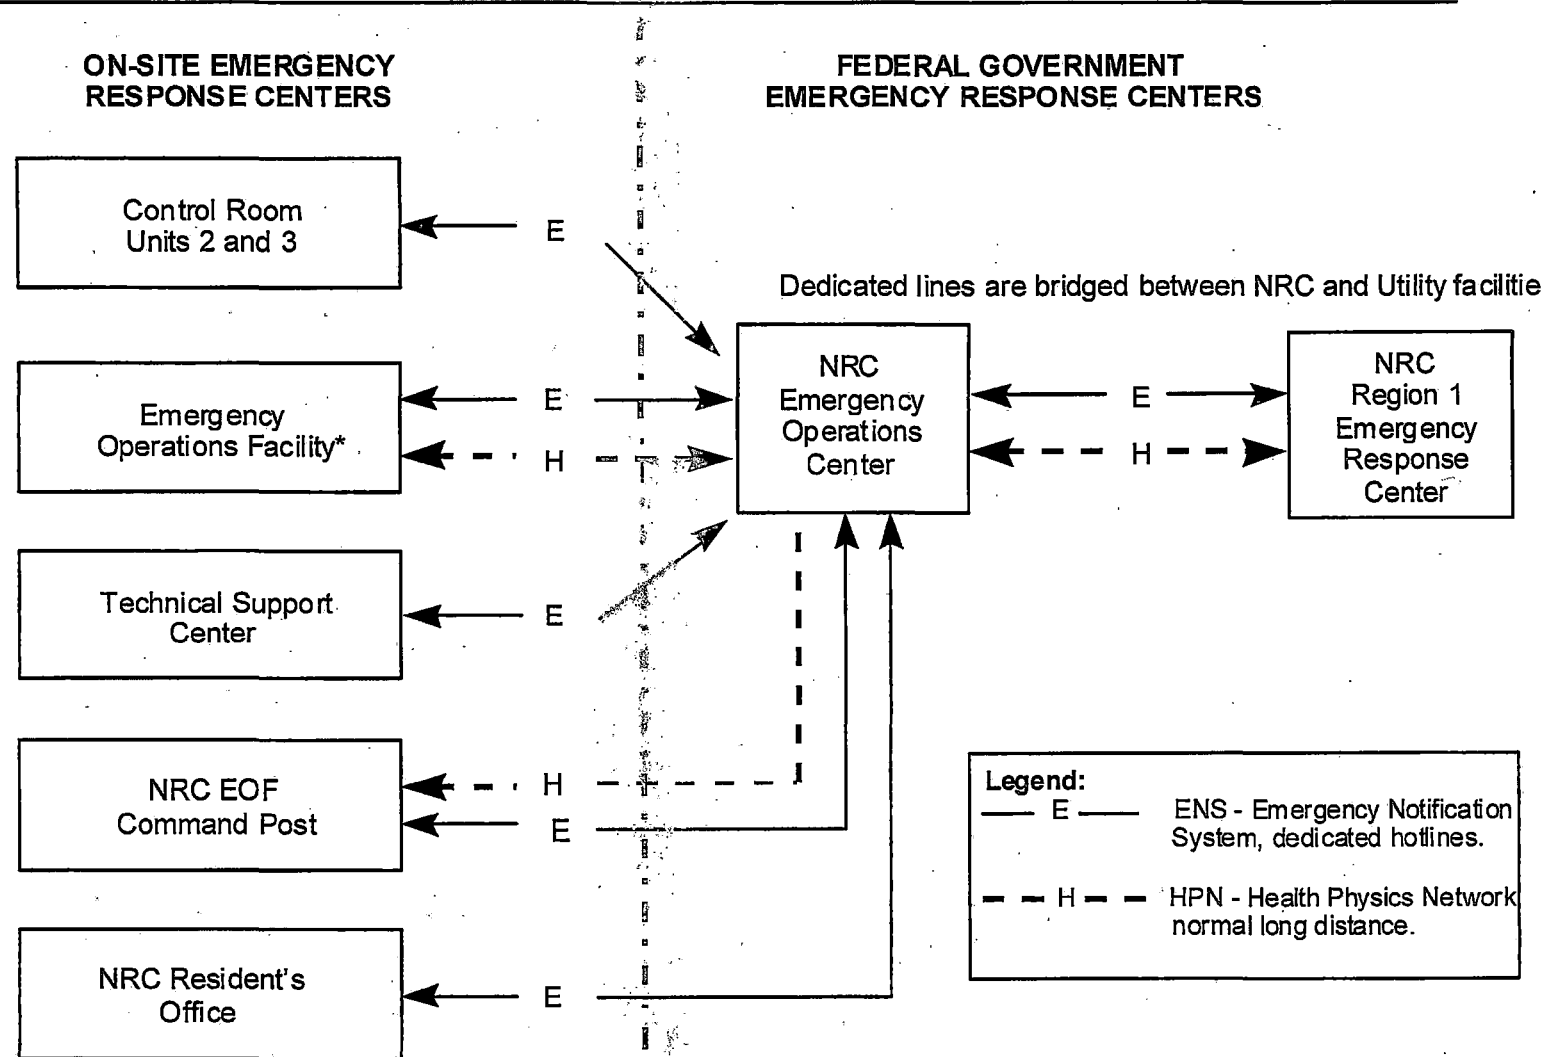 ON-SITE EMERGENCY
RESPONSE CENTERS
FEDERAL GOVERNMENT
EMERGENCY RESPONSE CENTERS
Control Room
Units 2 and 3
E
Dedicated lines are bridged between NRC and Utility facilitie
Emergency
Operations Facility*
E
H
NRC
Emergency
Operations
Center
E
H
NRC
Region 1
Emergency
Response
Center
Technical Support
Center
E
NRC EOF
Command Post
H
E
NRC Resident's
Office
E
Legend:
E ENS - Emergency Notification
System, dedicated hotlines.
H HPN - Health Physics Network
normal long distance.